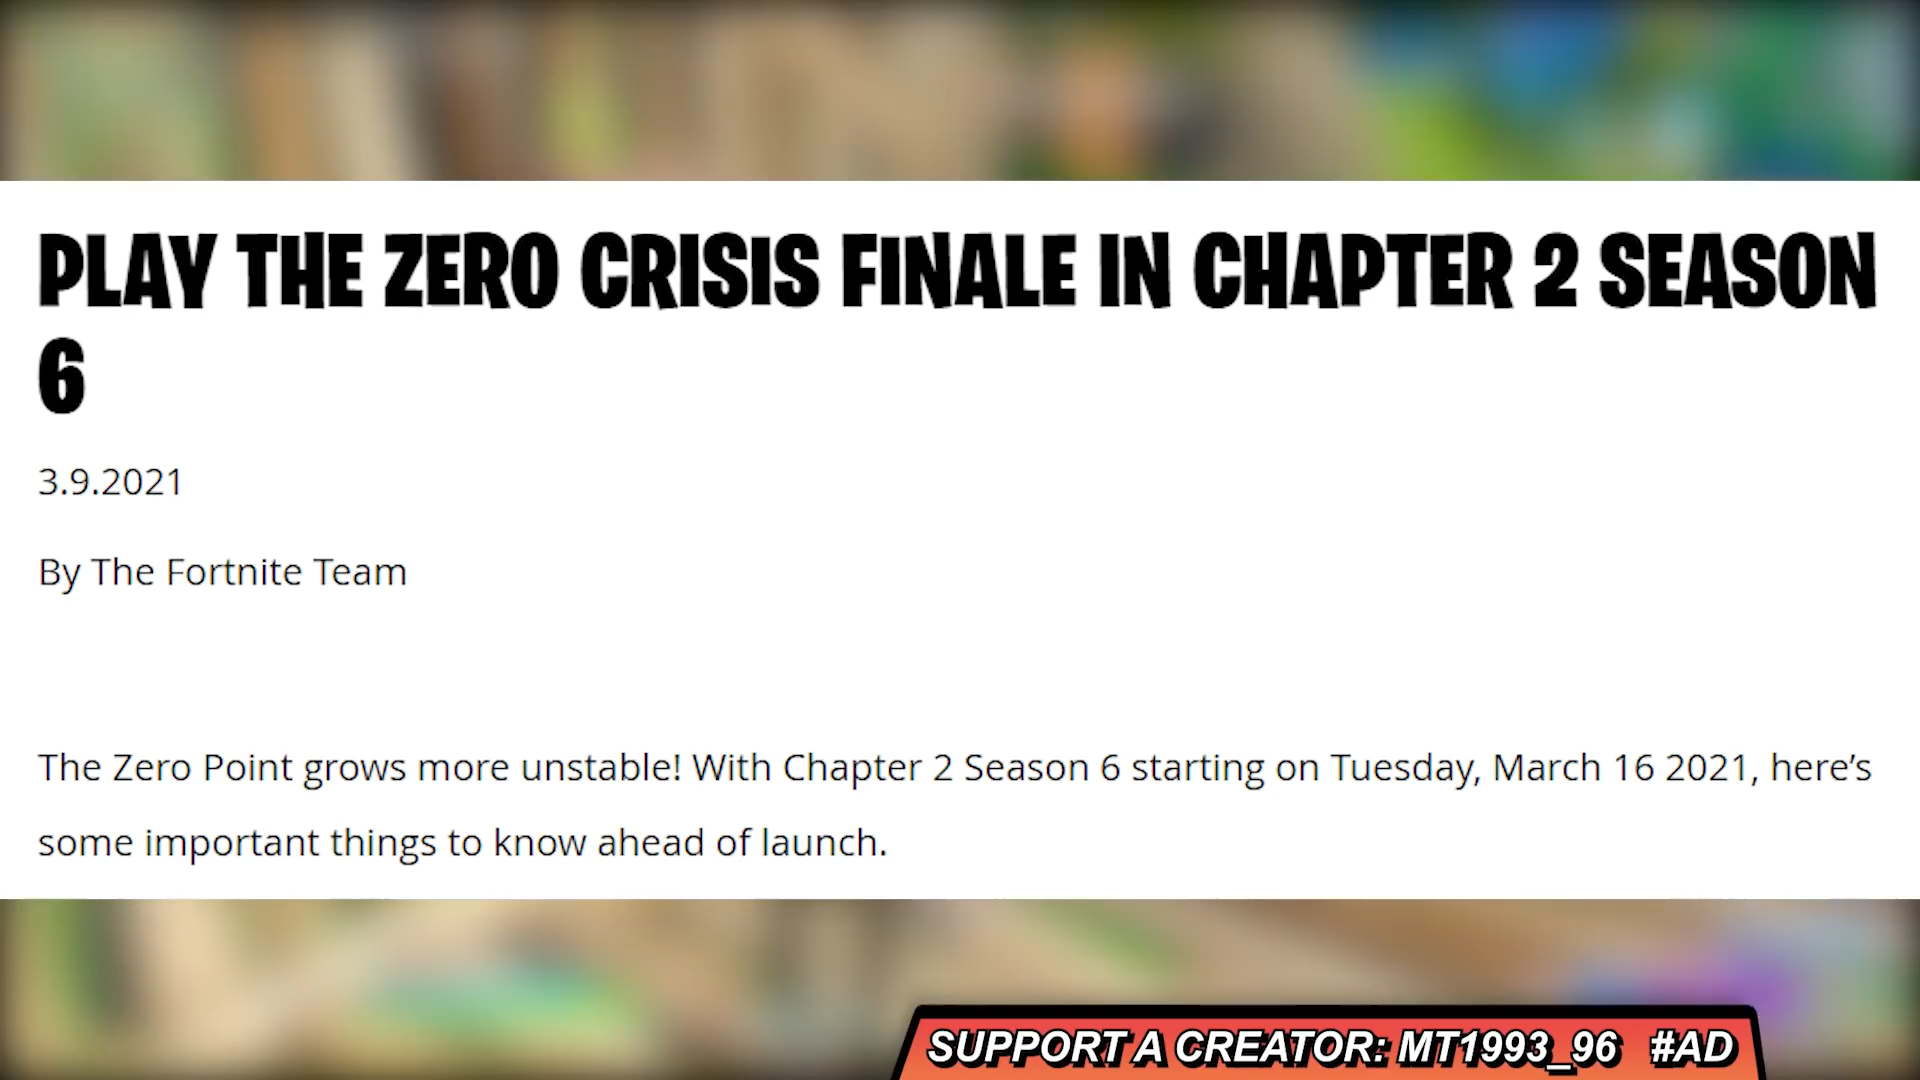 PLAY THE ZERO CRISIS FINALE IN CHAPTER 2 SEASON
6
3.9.2021
By The Fortnite Team
The Zero Point grows more unstable! With Chapter 2 Season 6 starting on Tuesday, March 16 2021, here’s
some important things to know ahead of launch.
SUPPORT A CREATOR: MT1993_96 #AD